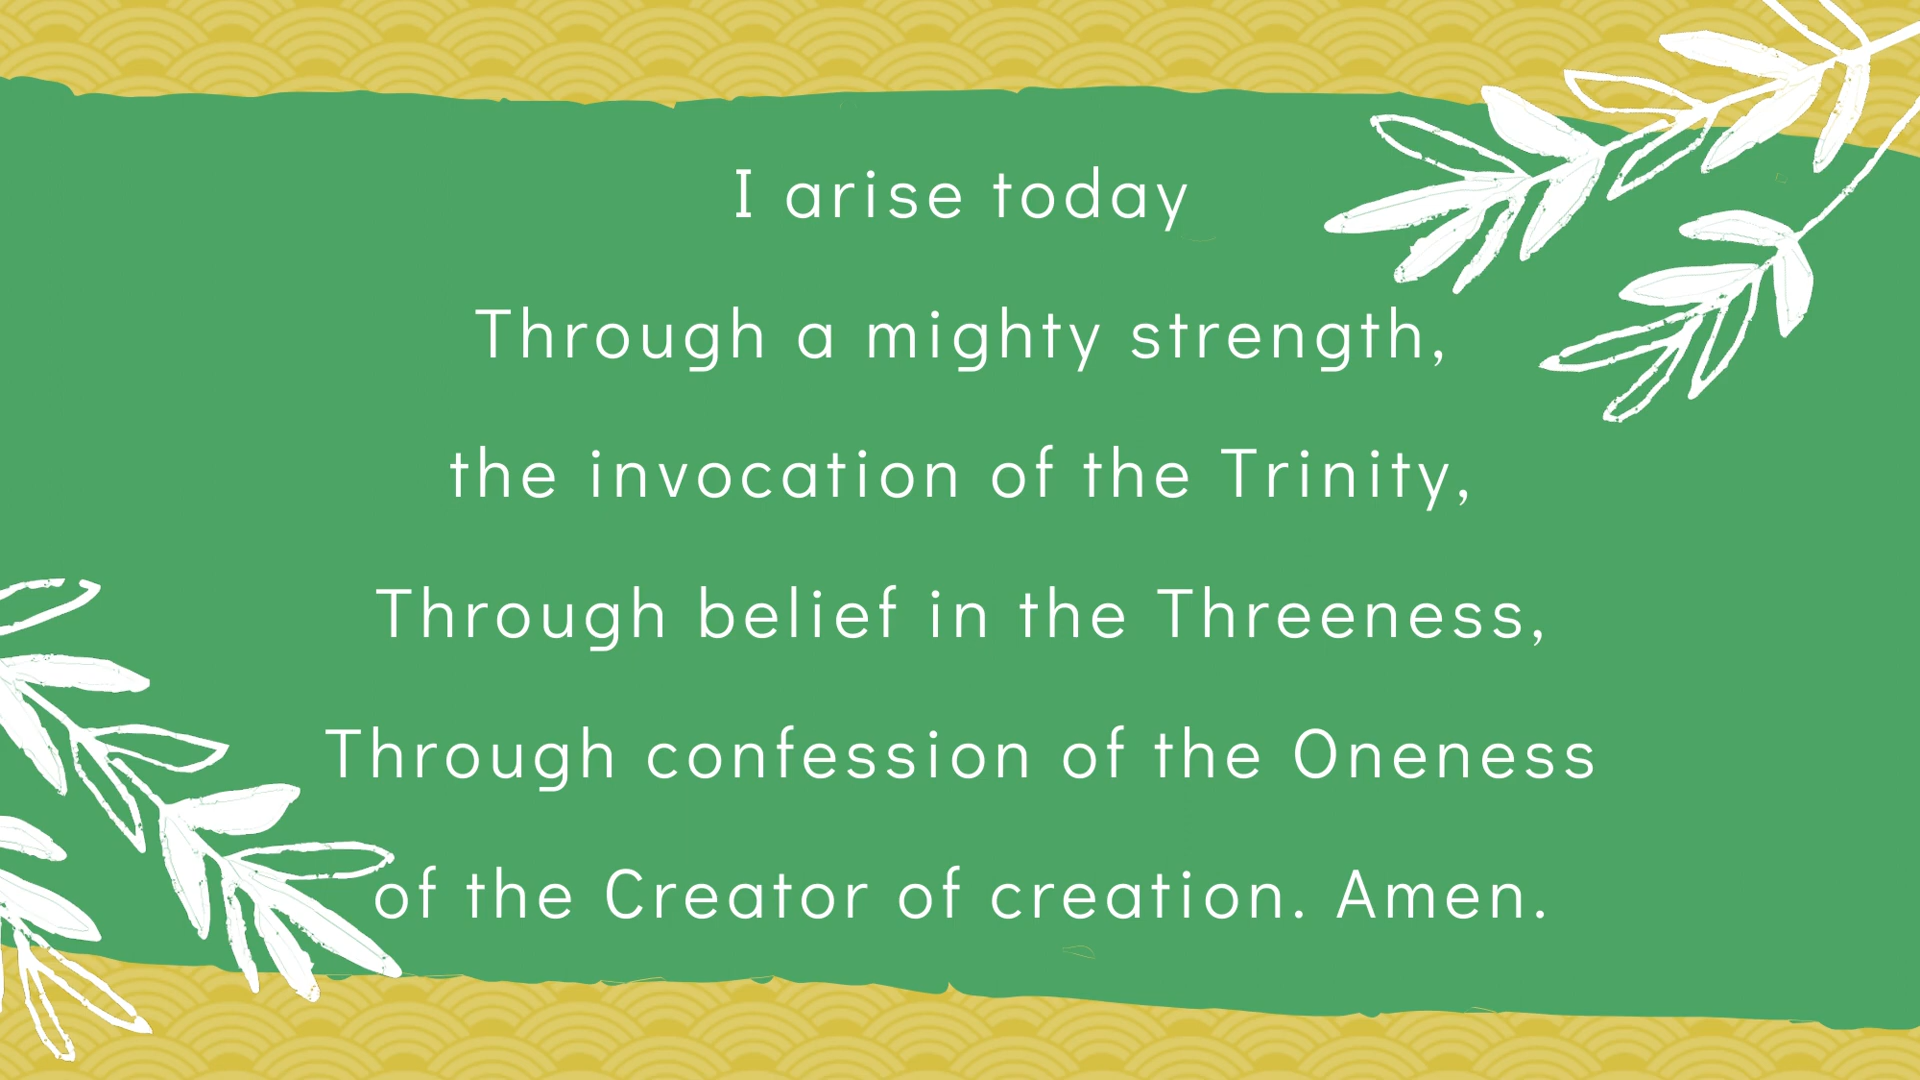 I arise today
Through a mighty strength,
the invocation of the Trinity,
Through belief in the Threeness,
Through confession of the Oneness
of the Creator of creation. Amen.